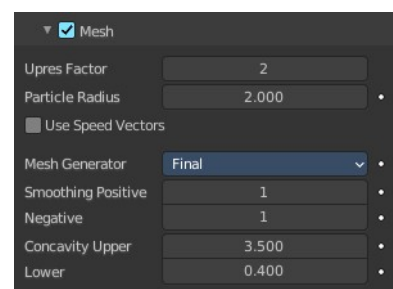 Mesh
Upres Factor 2
Particle Radius 2.000
Use Speed Vectors
Mesh Generator Final
Smoothing Positive 1
Negative 1
Concavity Upper 3.500
Lower 0.400